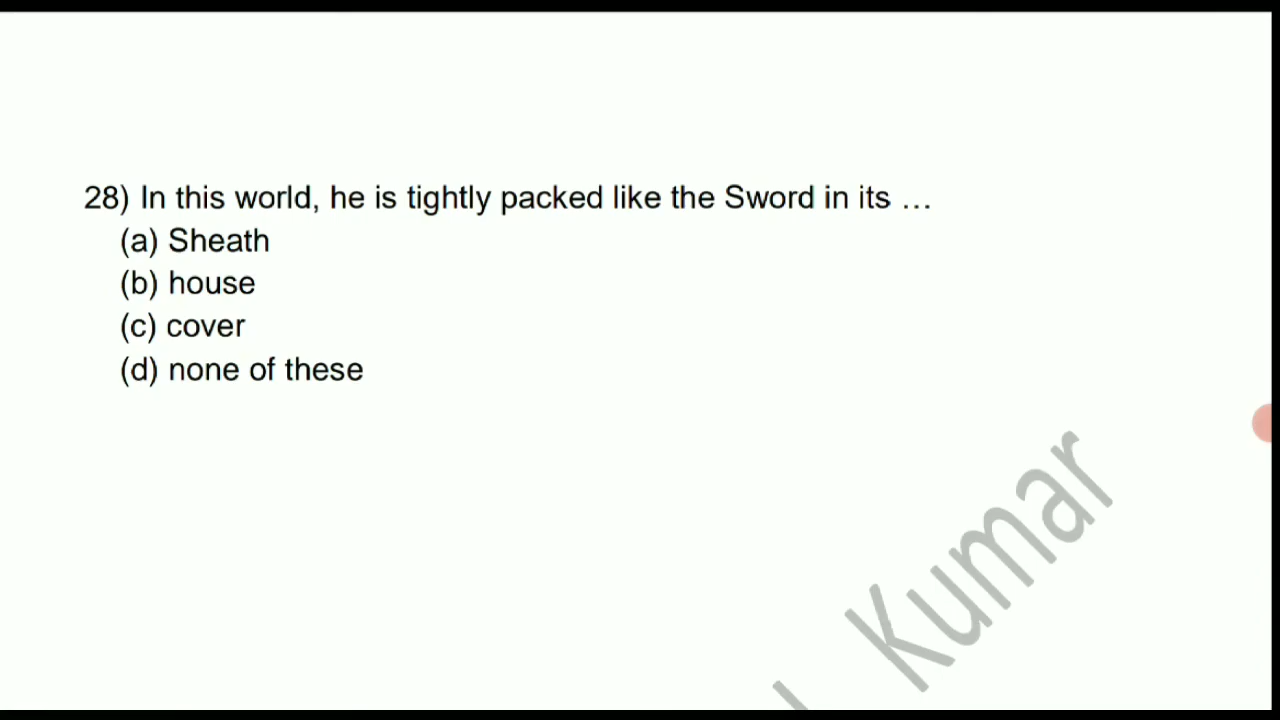 28) In this world, he is tightly packed like the Sword in its ...
(a) Sheath
(b) house
(c) cover
(d) none of these
Kumar